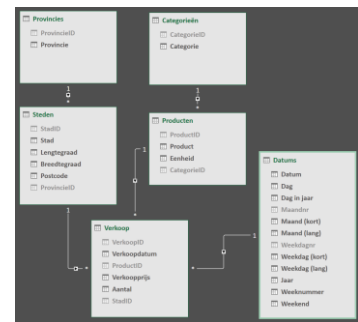 Provincies
ProvincieID
Provincie
Categorieën
CategorieID
Categorie
1
*
1
*
Steden
StadID
Stad
Lengtegraad
Breedtegraad
Postcode
ProvincieID
Producten
ProductID
Product
Eenheid
CategorieID
1
1
Datums
Datum
Dag
Dag in jaar
Maandnr
Maand (kort)
Maand (lang)
Weekdagnr
Weekdag (kort)
Weekdag (lang)
Jaar
Weeknummer
Weekend
1
Verkoop
VerkoopID
Verkoopdatum
ProductID
Verkoopprijs
Aantal
StadID
*
*
*